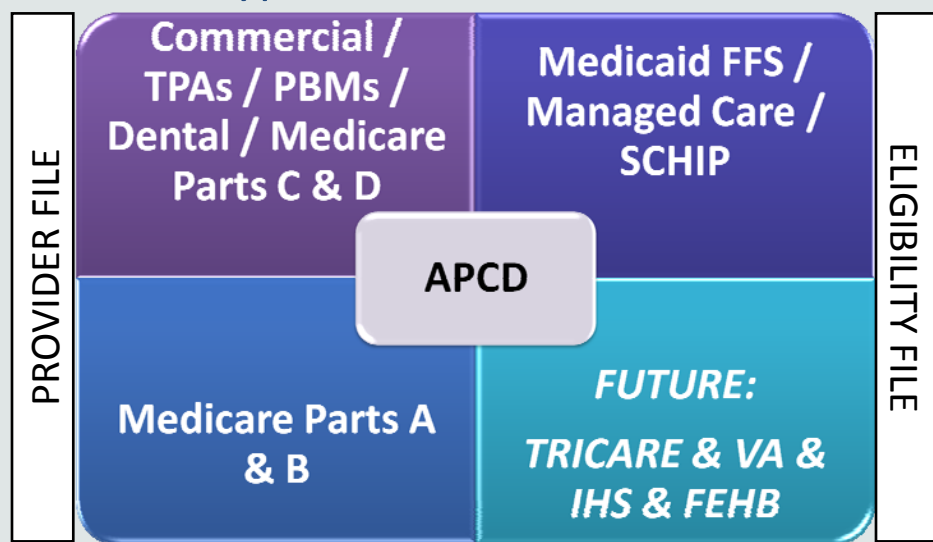 PROVIDER FILE
Commercial /
TPAs / PBMs /
Dental / Medicare
Parts C & D
Medicaid FFS /
Managed Care /
SCHIP
APCD
Medicare Parts A
& B
FUTURE:
TRICARE & VA &
IHS & FEHB
ELIGIBILITY FILE